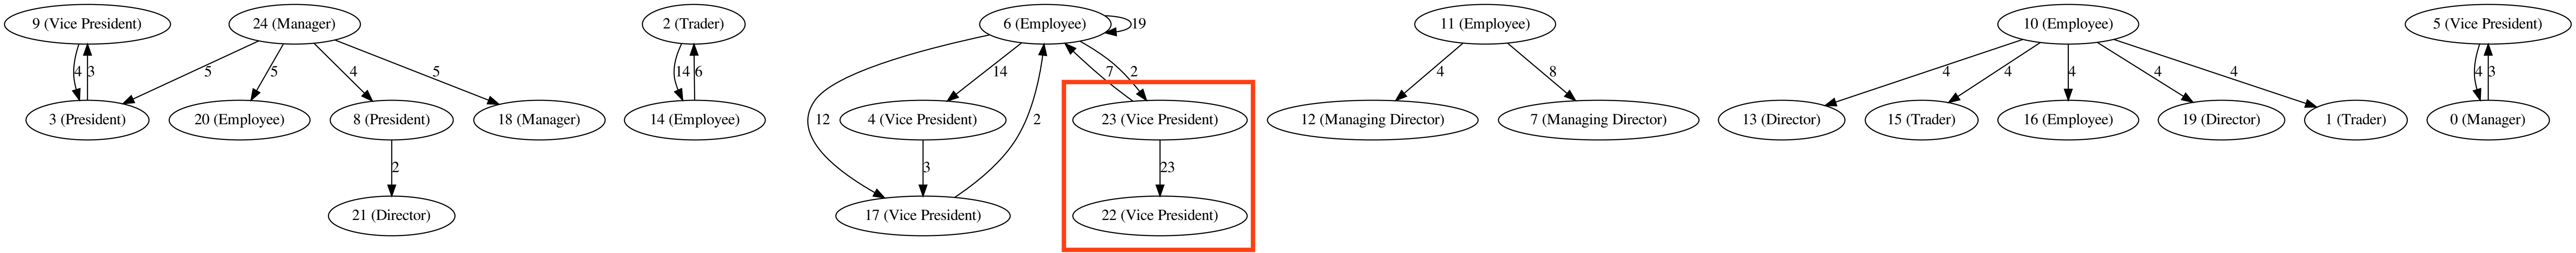 9 (Vice President)
24 (Manager)
2 (Trader)
6 (Employee)
19
11 (Employee)
10 (Employee)
5 (Vice President)
4
3
5
5
4
5
14
6
12
14
7
2
2
4
8
4
4
4
4
4
4
3
3 (President)
20 (Employee)
8 (President)
18 (Manager)
14 (Employee)
4 (Vice President)
23 (Vice President)
12 (Managing Director)
7 (Managing Director)
13 (Director)
15 (Trader)
16 (Employee)
19 (Director)
1 (Trader)
0 (Manager)
2
3
23
21 (Director)
17 (Vice President)
22 (Vice President)